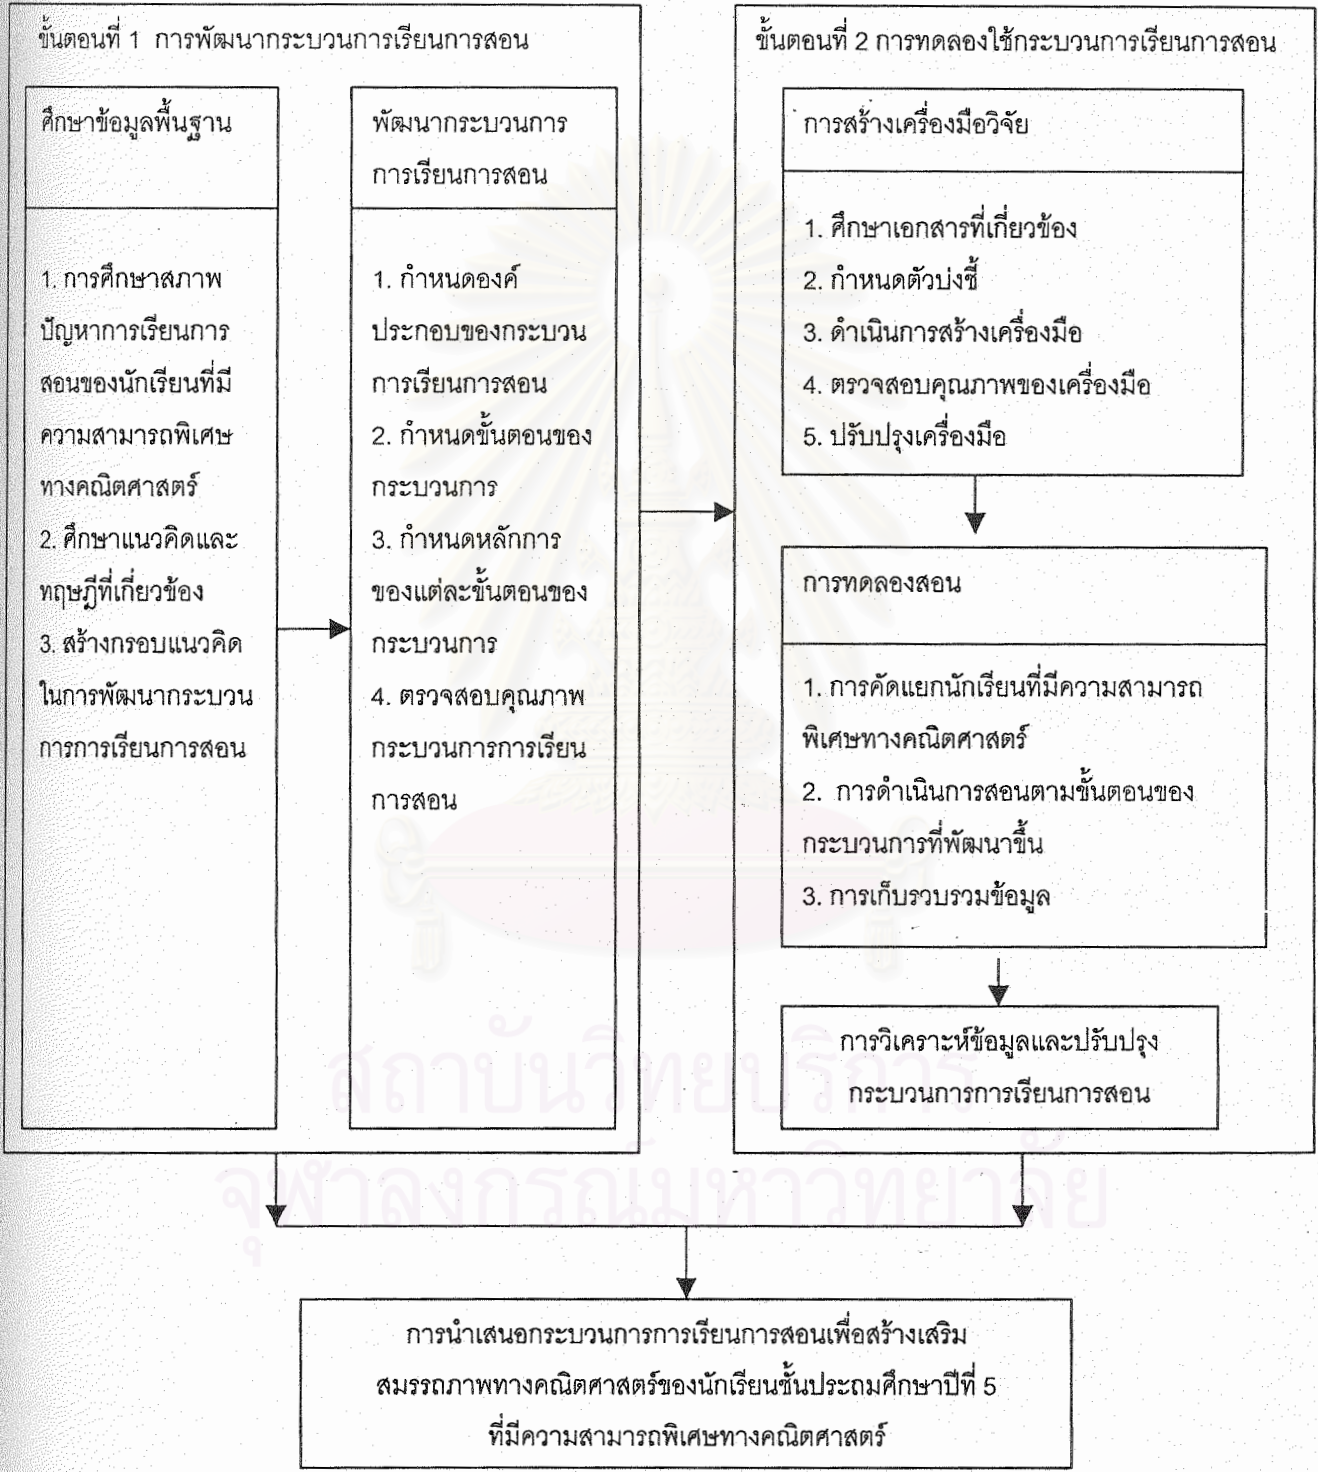 ขั้นตอนที่ 1 การพัฒนากระบวนการเรียนการสอน
ศึกษาข้อมูลพื้นฐาน
1. การศึกษาสภาพ
ปัญหาการเรียนการ
สอนของนักเรียนที่มี
ความสามารถพิเศษ
ทางคณิตศาสตร์
2. ศึกษาแนวคิดและ
ทฤษฎีที่เกี่ยวข้อง
3. สร้างกรอบแนวคิด
ในการพัฒนากระบวน
การการเรียนการสอน
พัฒนากระบวนการ
การเรียนการสอน
1. กำหนดองค์
ประกอบของกระบวน
การเรียนการสอน
2. กำหนดขั้นตอนของ
กระบวนการ
3. กำหนดหลักการ
ของแต่ละขั้นตอนของ
กระบวนการ
4. ตรวจสอบคุณภาพ
กระบวนการการเรียน
การสอน
ขั้นตอนที่ 2 การทดลองใช้กระบวนการเรียนการสอน
การสร้างเครื่องมือวิจัย
1. ศึกษาเอกสารที่เกี่ยวข้อง
2. กำหนดตัวบ่งชี้
3. ดำเนินการสร้างเครื่องมือ
4. ตรวจสอบคุณภาพของเครื่องมือ
5. ปรับปรุงเครื่องมือ
การทดลองสอน
1. การคัดแยกนักเรียนที่มีความสามารถ
พิเศษทางคณิตศาสตร์
2. การดำเนินการสอนตามขั้นตอนของ
กระบวนการที่พัฒนาขึ้น
3. การเก็บรวบรวมข้อมูล
การวิเคราะห์ข้อมูลและปรับปรุง
กระบวนการการเรียนการสอน
สถาบันวิทยบริการ
จุฬาลงกรณ์มหาวิทยาลัย
การนำเสนอกระบวนการการเรียนการสอนเพื่อสร้างเสริม
สมรรถภาพทางคณิตศาสตร์ของนักเรียนชั้นประถมศึกษาปีที่ 5
ที่มีความสามารถพิเศษทางคณิตศาสตร์